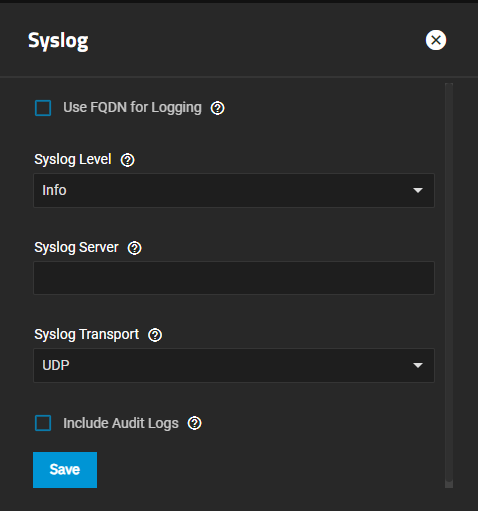 Syslog
Use FQDN for Logging
Syslog Level
Info
Syslog Server
Syslog Transport
UDP
Include Audit Logs
Save